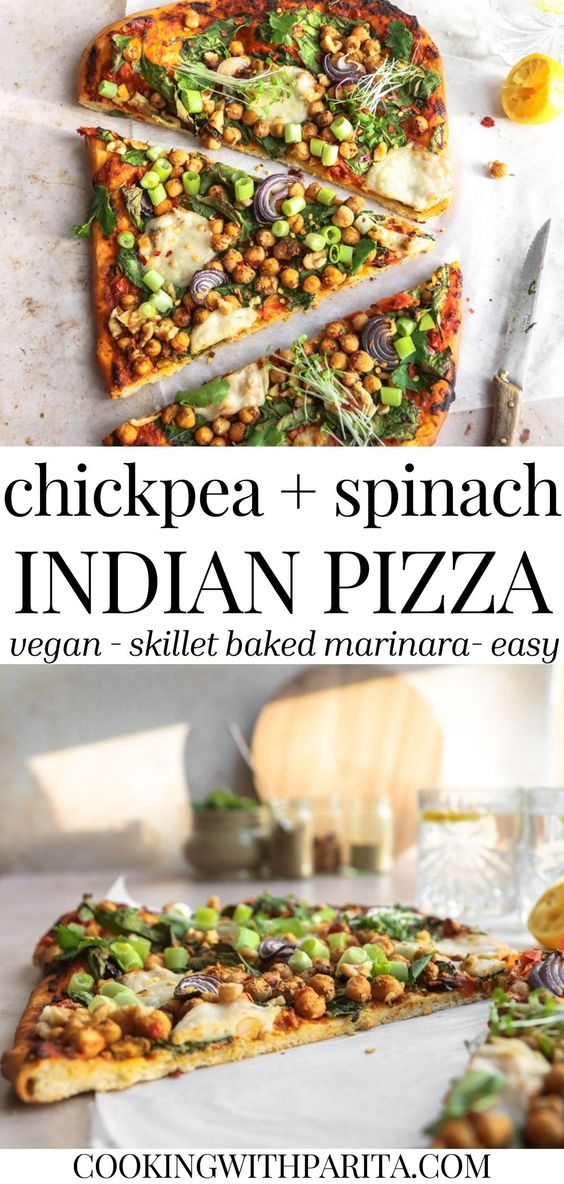 chickpea + spinach
INDIAN PIZZA
vegan - skillet baked marinara- easy
COOKINGWITHPARITA.COM